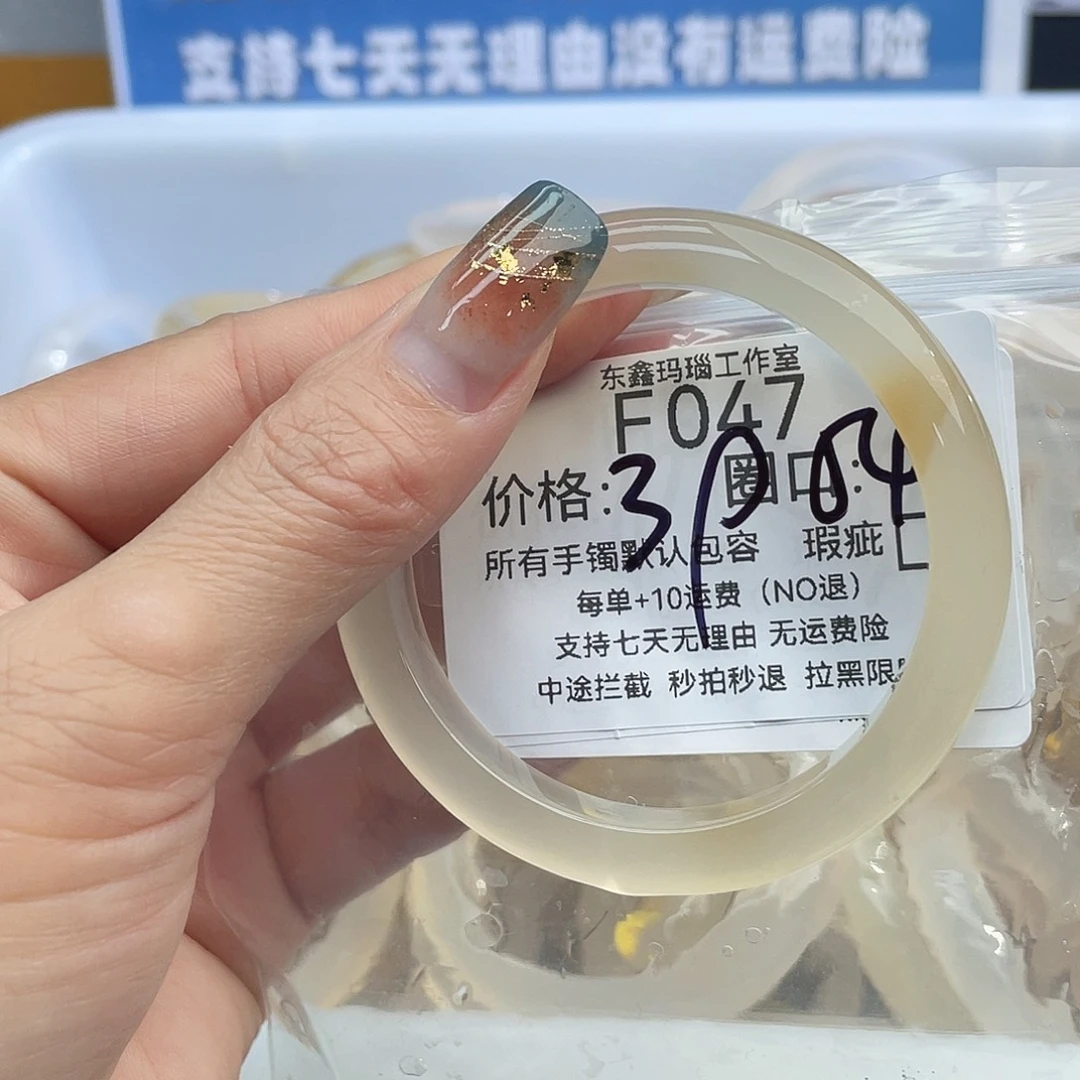 支持七天无理由没有运费险
东鑫玛瑙工作室
F047
价格: 圈口:
所有手镯默认包容 瑕疵
每单+10运费（NO退）
支持七天无理由 无运费险
中途拦截 秒拍秒退 拉黑限